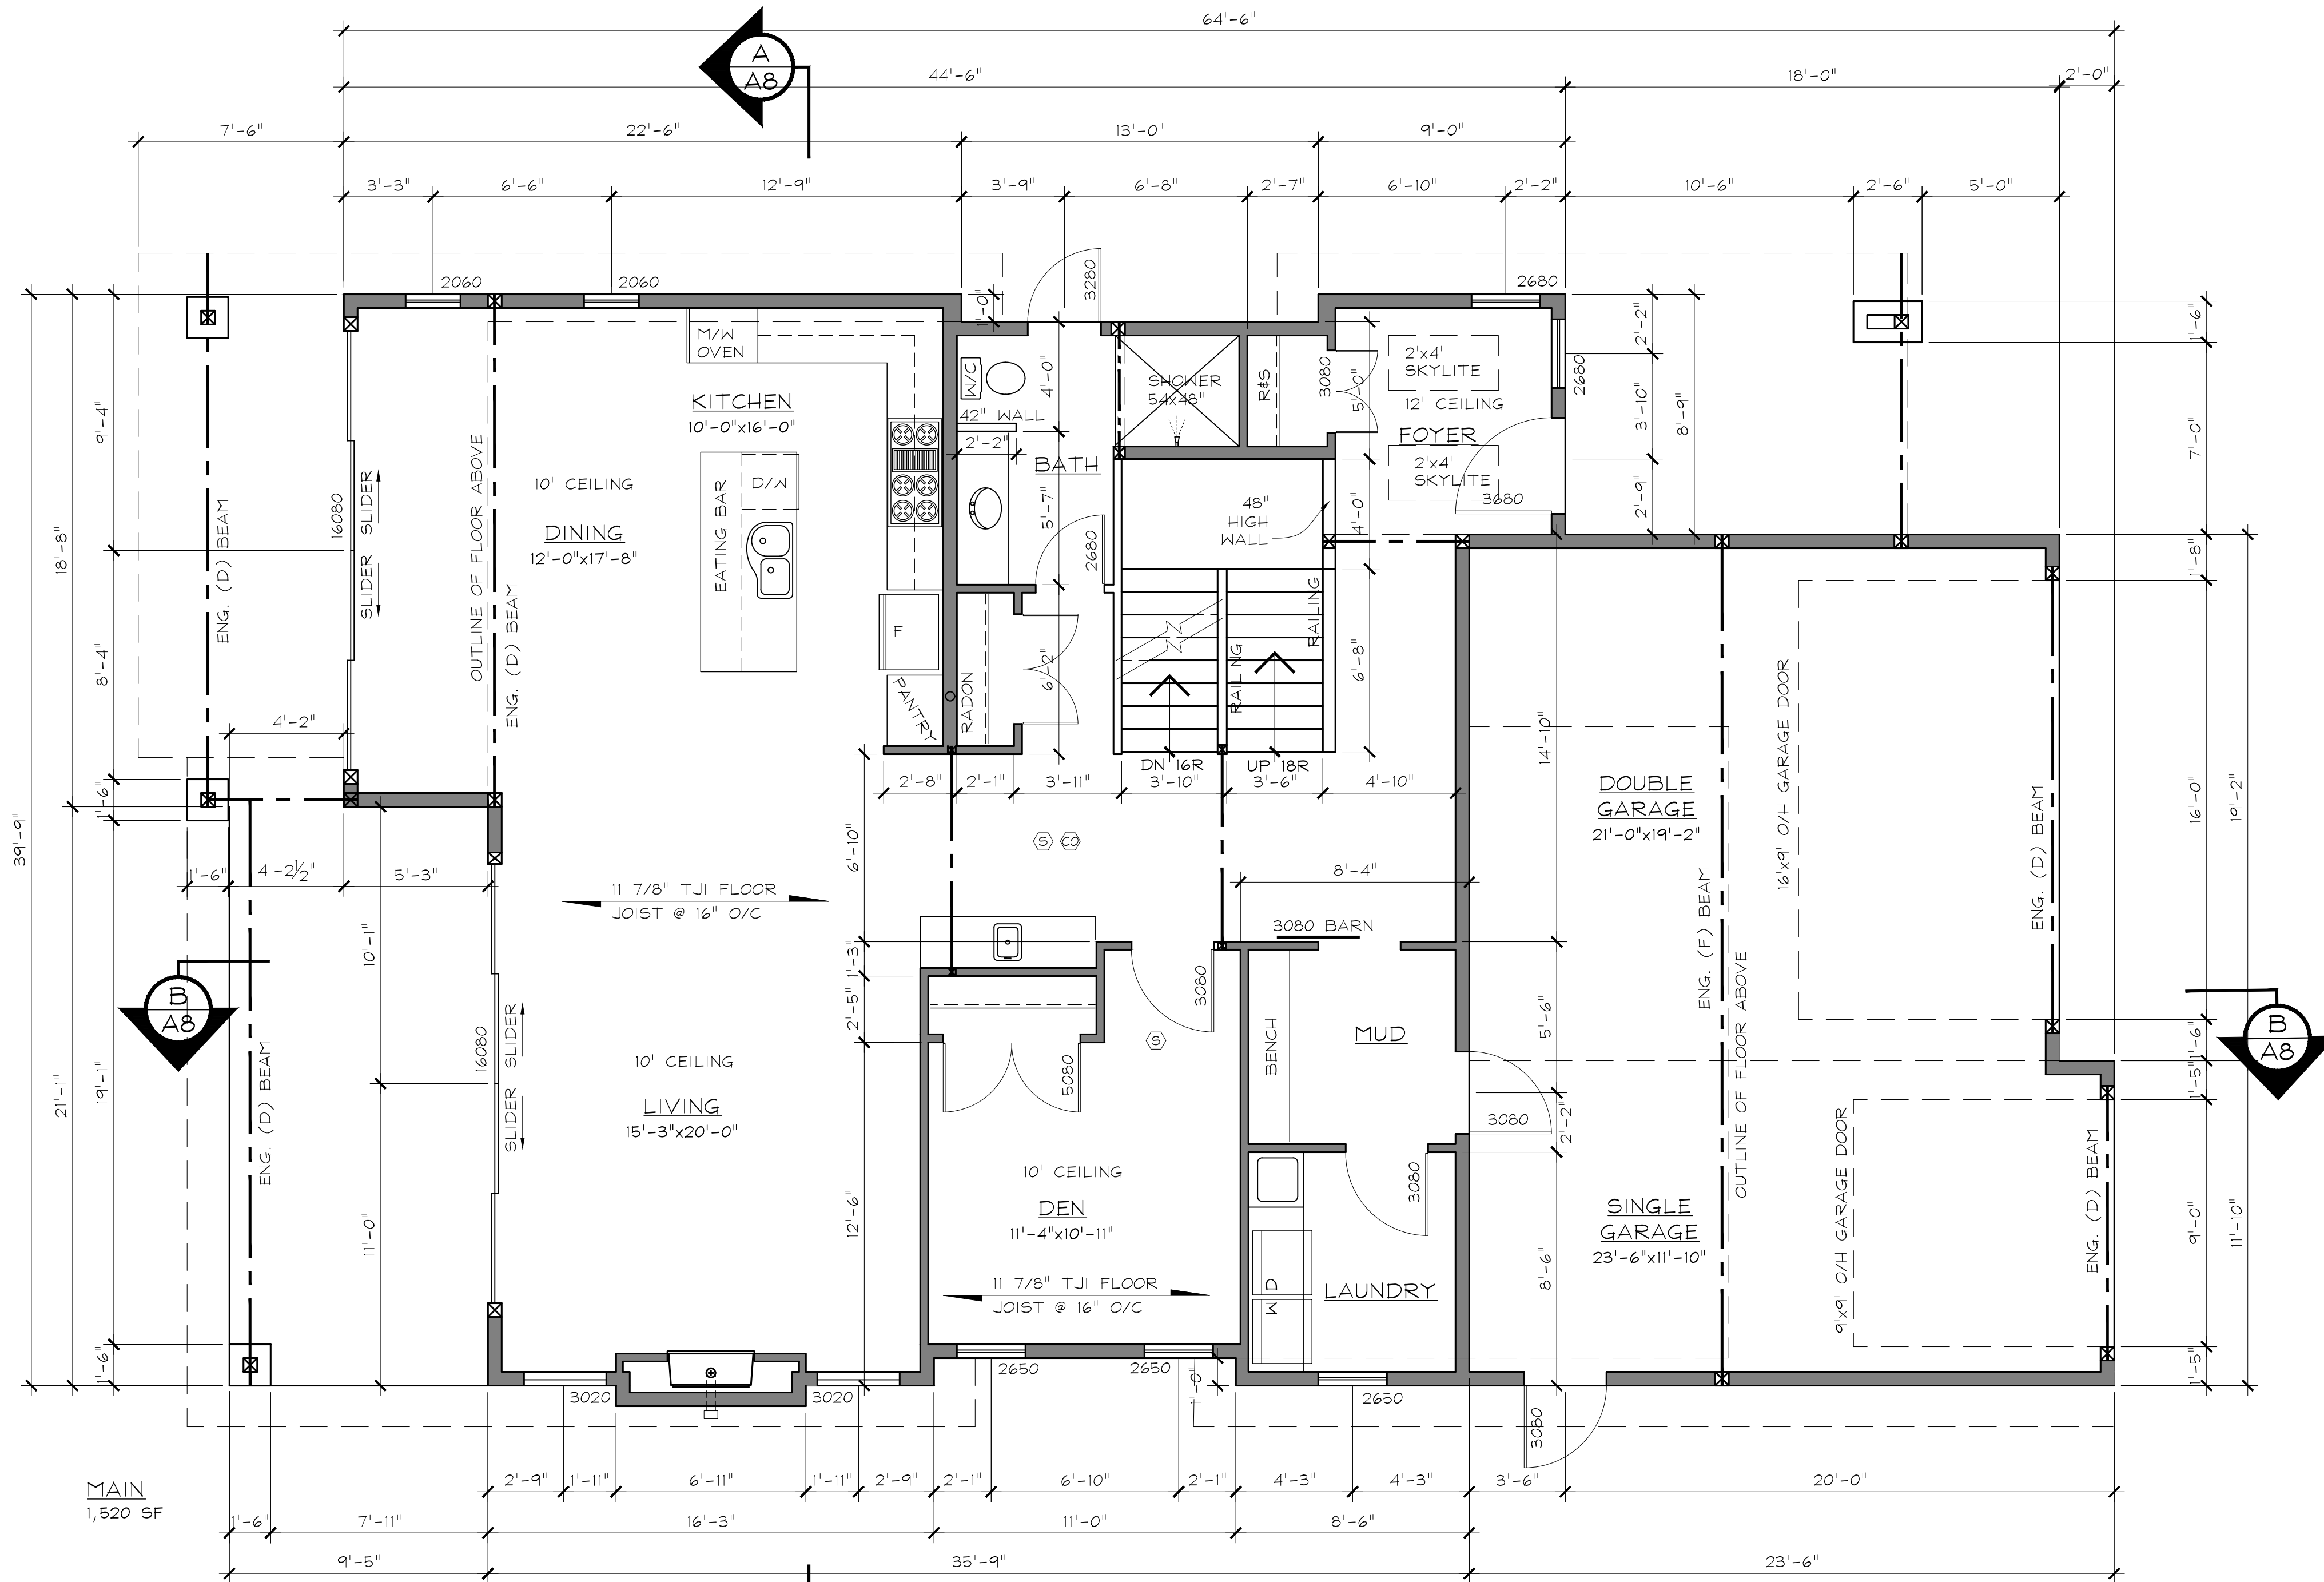 64'-6"
A
A8
44'-6"
18'-0"
2'-0"
7'-6"
22'-6"
13'-0"
9'-0"
3'-3"
6'-6"
12'-9"
3'-9"
6'-8"
2'-7"
6'-10"
2'-2"
10'-6"
2'-6"
5'-0"
2060
2060
3280
2680
1'-0"
M/W
OVEN
W/C
4'-0"
SHOWER
54x48"
R&S
3080
5'-0"
2'x4'
SKYLITE
12' CEILING
FOYER
2'x4'
SKYLITE
3680
2680
2'-2"
3'-10"
2'-9"
8'-9"
1'-6"
7'-0"
KITCHEN
10'-0"x16'-0"
42" WALL
2'-2"
BATH
9'-4"
18'-8"
39'-9"
ENG. (D) BEAM
16080
SLIDER
SLIDER
OUTLINE OF FLOOR ABOVE
ENG. (D) BEAM
10' CEILING
DINING
12'-0"x17'-8"
EATING BAR
D/W
5'-7"
2680
48"
HIGH
WALL
4'-0"
1'-8"
F
PANTRY
RADON
6'-2"
RAILING
RAILING
6'-8"
8'-4"
4'-2"
1'-6"
DN 16R
UP 18R
2'-8"
2'-1"
3'-11"
3'-10"
3'-6"
4'-10"
14'-10"
DOUBLE
GARAGE
21'-0"x19'-2"
16'x9' O/H GARAGE DOOR
ENG. (D) BEAM
16'-0"
19'-2"
1'-6"
4'-2½"
5'-3"
6'-10"
S
CO
8'-4"
11 7/8" TJI FLOOR
JOIST @ 16" O/C
3080 BARN
ENG. (F) BEAM
OUTLINE OF FLOOR ABOVE
10'-1"
1'-3"
2'-5"
3080
B
A8
16080
SLIDER
SLIDER
S
BENCH
MUD
5'-6"
B
A8
1'-6"
1'-5"
21'-1"
19'-1"
ENG. (D) BEAM
10' CEILING
LIVING
15'-3"x20'-0"
5080
3080
2'-2"
9'x9' O/H GARAGE DOOR
ENG. (D) BEAM
10' CEILING
DEN
11'-4"x10'-11"
3080
SINGLE
GARAGE
23'-6"x11'-10"
9'-0"
11'-10"
11'-0"
12'-6"
11 7/8" TJI FLOOR
JOIST @ 16" O/C
W D
LAUNDRY
8'-6"
1'-6"
3020
3020
2650
2650
1'-0"
2650
3080
1'-5"
MAIN
1,520 SF
2'-9"
1'-11"
6'-11"
1'-11"
2'-9"
2'-1"
6'-10"
2'-1"
4'-3"
4'-3"
3'-6"
20'-0"
1'-6"
7'-11"
16'-3"
11'-0"
8'-6"
9'-5"
35'-9"
23'-6"